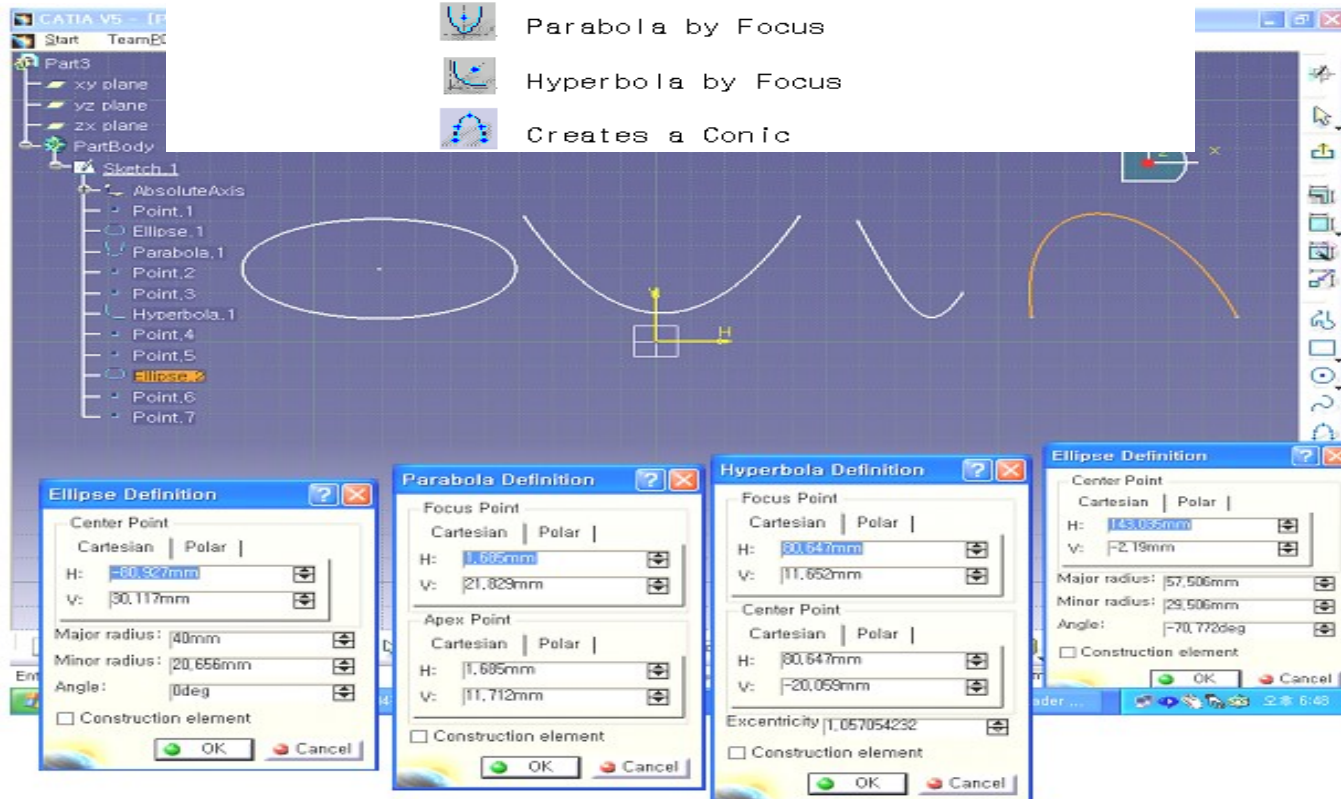 CATIA V5 - [P
Parabola by Focus
Start
Hyperbola by Focus
Creates a Conic
Part3
xy plane
yz plane
zx plane
PartBody
Sketch.1
AbsoluteAxis
Point.1
Ellipse.1
Parabola.1
Point.2
Point.3
Hyperbola.1
Point.4
Point.5
Ellipse.2
Point.6
Point.7
x
z
V
H
Ellipse Definition
Center Point
Cartesian | Polar |
H: -80,927mm
V: 30,117mm
Major radius: 40mm
Minor radius: 20,656mm
Angle: 0deg
Construction element
OK Cancel
Parabola Definition
Focus Point
Cartesian | Polar |
H: 1,685mm
V: 21,829mm
Apex Point
Cartesian | Polar |
H: 1,685mm
V: 11,712mm
Construction element
OK Cancel
Hyperbola Definition
Focus Point
Cartesian | Polar |
H: 80,647mm
V: 11,652mm
Center Point
Cartesian | Polar |
H: 80,647mm
V: -20,059mm
Excentricity 1,057054232
Construction element
OK Cancel
Ellipse Definition
Center Point
Cartesian | Polar |
H: 143,035mm
V: -2,19mm
Major radius: 57,506mm
Minor radius: 29,506mm
Angle: -70,772deg
Construction element
OK Cancel
Ent
ader ...
오후 6:48